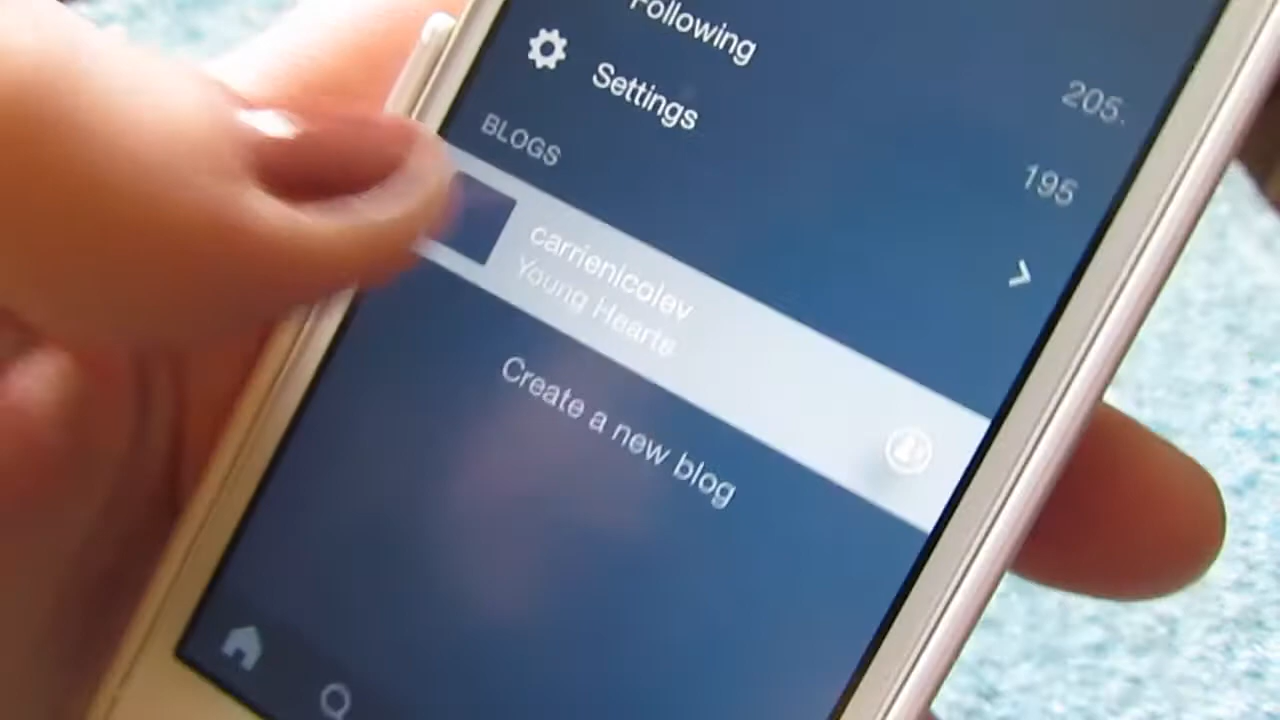 Following
205
Settings
195
BLOGS
carrienicolev
Young Hearts
Create a new blog